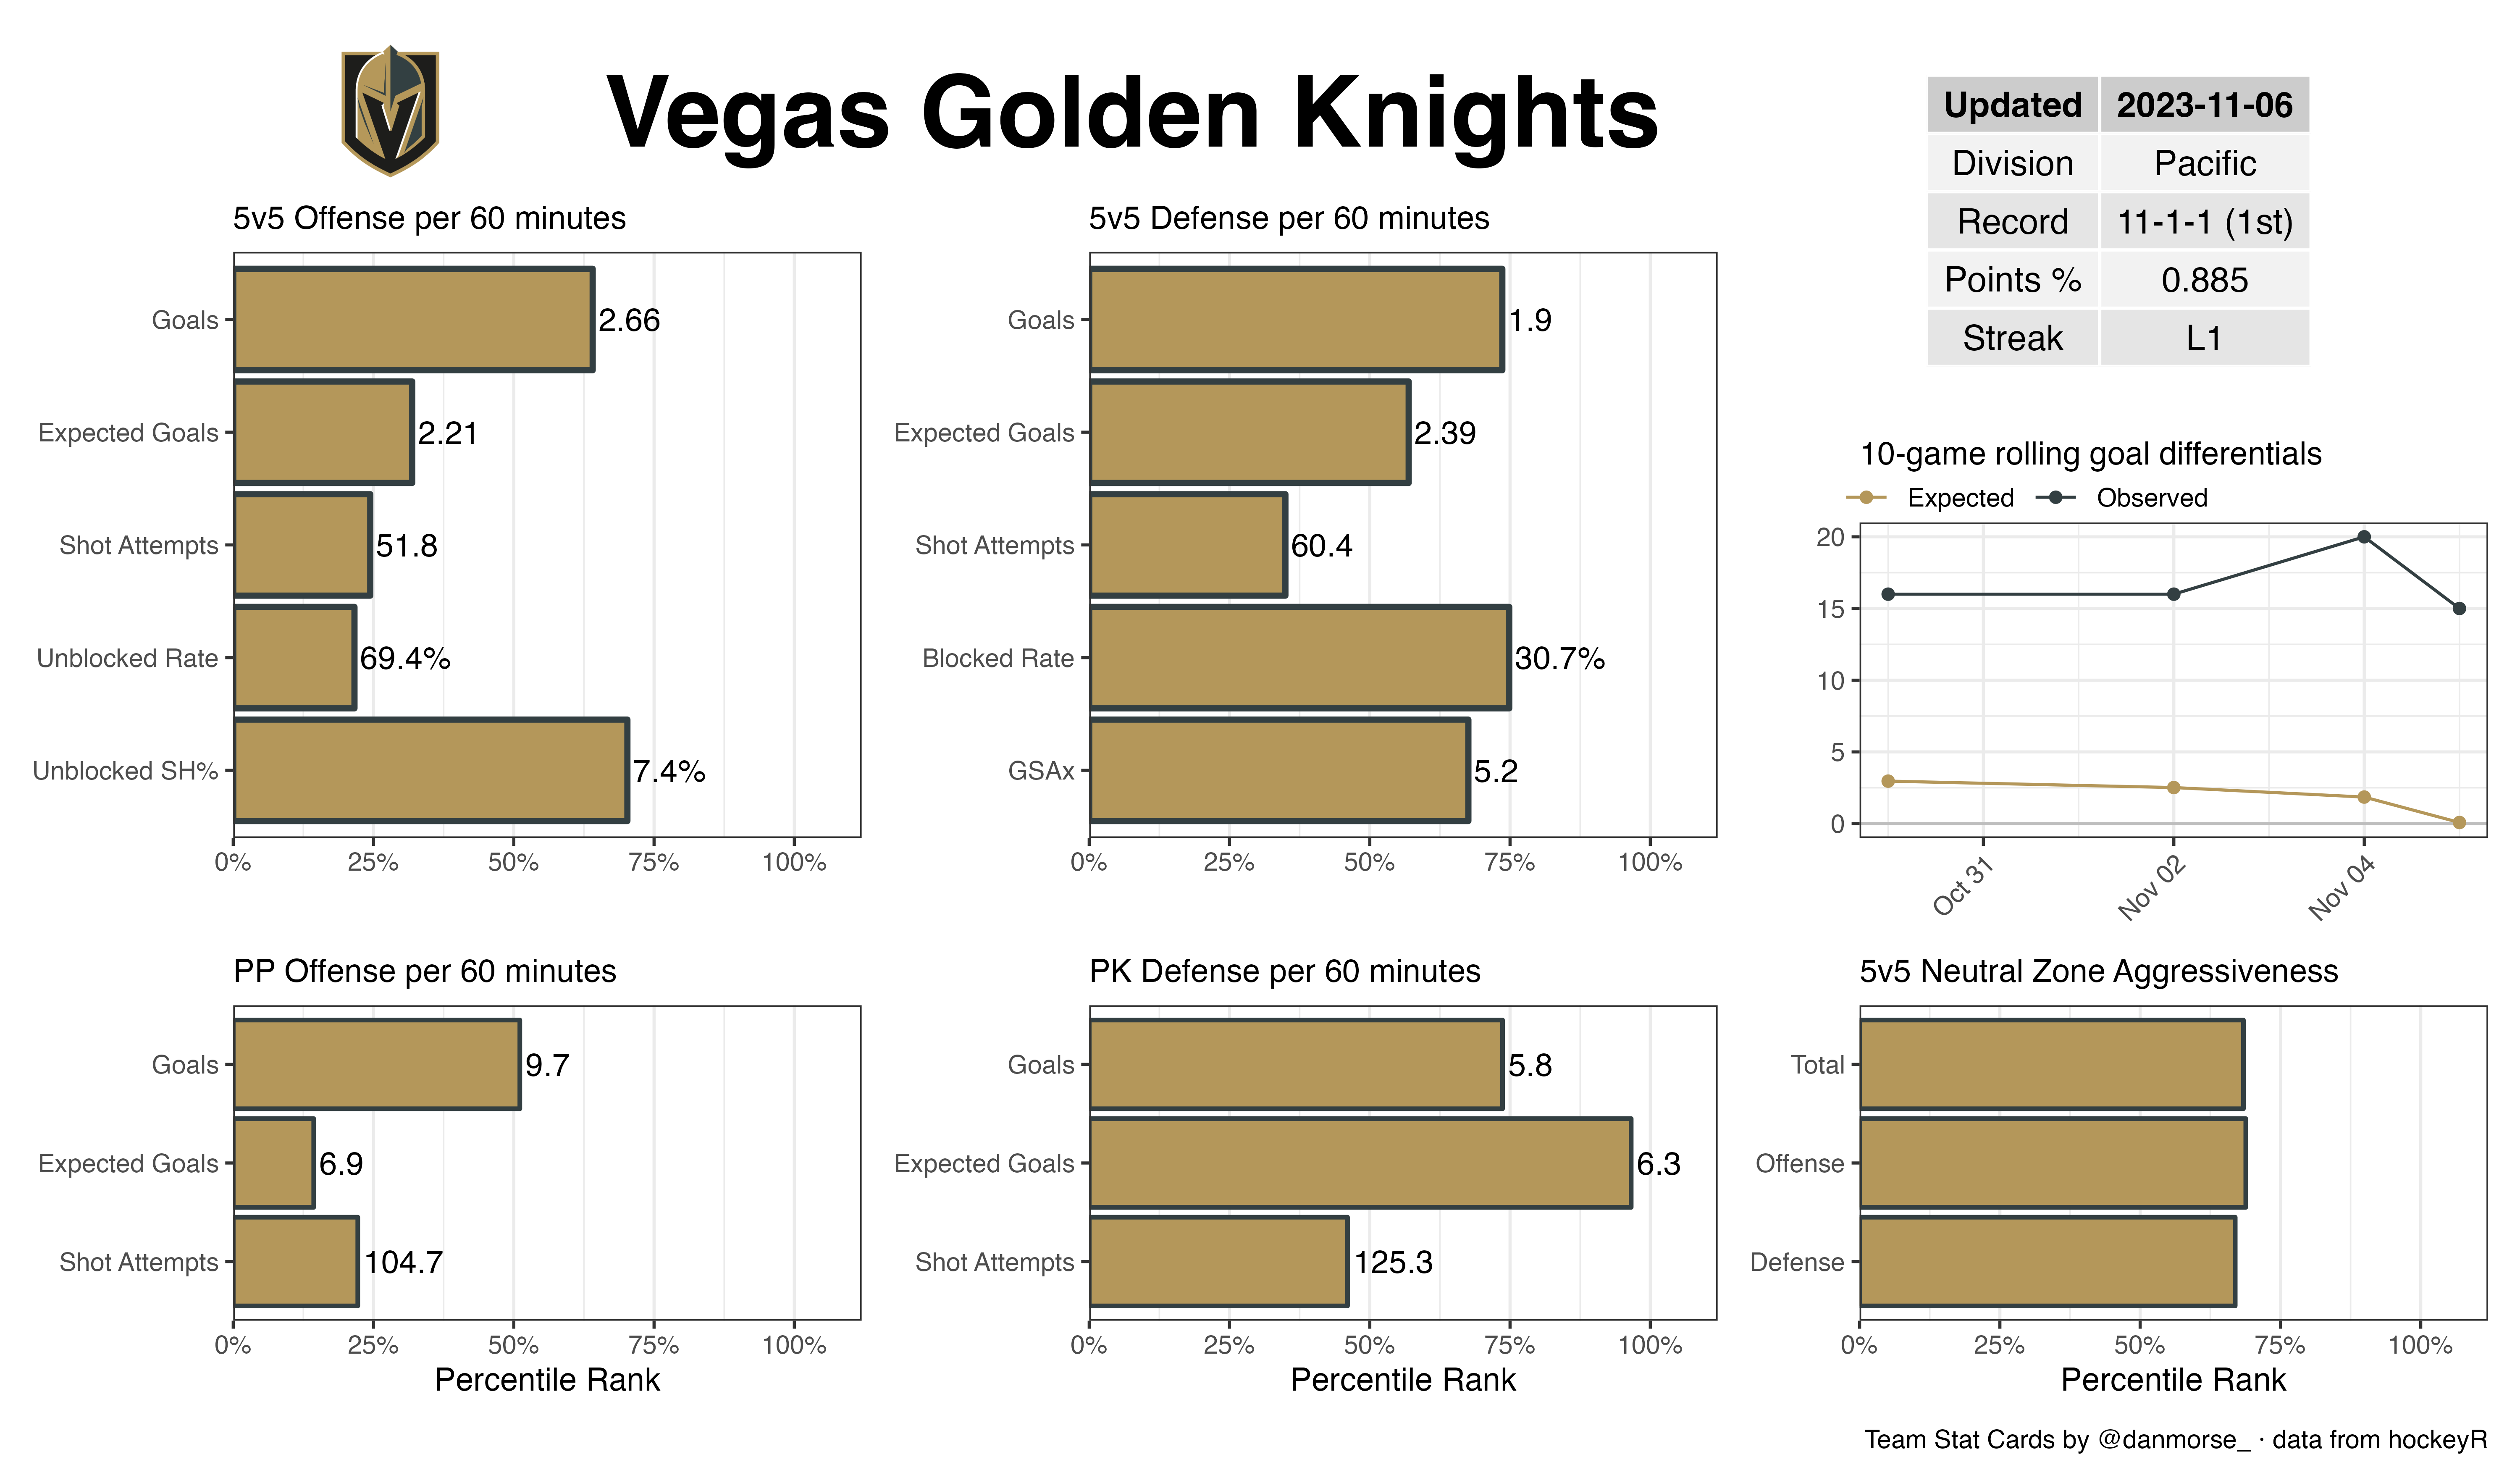 Vegas Golden Knights
Updated 2023-11-06
Division Pacific
Record 11-1-1 (1st)
Points % 0.885
Streak L1
5v5 Offense per 60 minutes
Goals 2.66
Expected Goals 2.21
Shot Attempts 51.8
Unblocked Rate 69.4%
Unblocked SH% 7.4%
0% 25% 50% 75% 100%
5v5 Defense per 60 minutes
Goals 1.9
Expected Goals 2.39
Shot Attempts 60.4
Blocked Rate 30.7%
GSAx 5.2
0% 25% 50% 75% 100%
10-game rolling goal differentials
Expected Observed
20
15
10
5
0
Oct 31 Nov 02 Nov 04
PP Offense per 60 minutes
Goals 9.7
Expected Goals 6.9
Shot Attempts 104.7
0% 25% 50% 75% 100%
Percentile Rank
PK Defense per 60 minutes
Goals 5.8
Expected Goals 6.3
Shot Attempts 125.3
0% 25% 50% 75% 100%
Percentile Rank
5v5 Neutral Zone Aggressiveness
Total
Offense
Defense
0% 25% 50% 75% 100%
Percentile Rank
Team Stat Cards by @danmorse_ · data from hockeyR